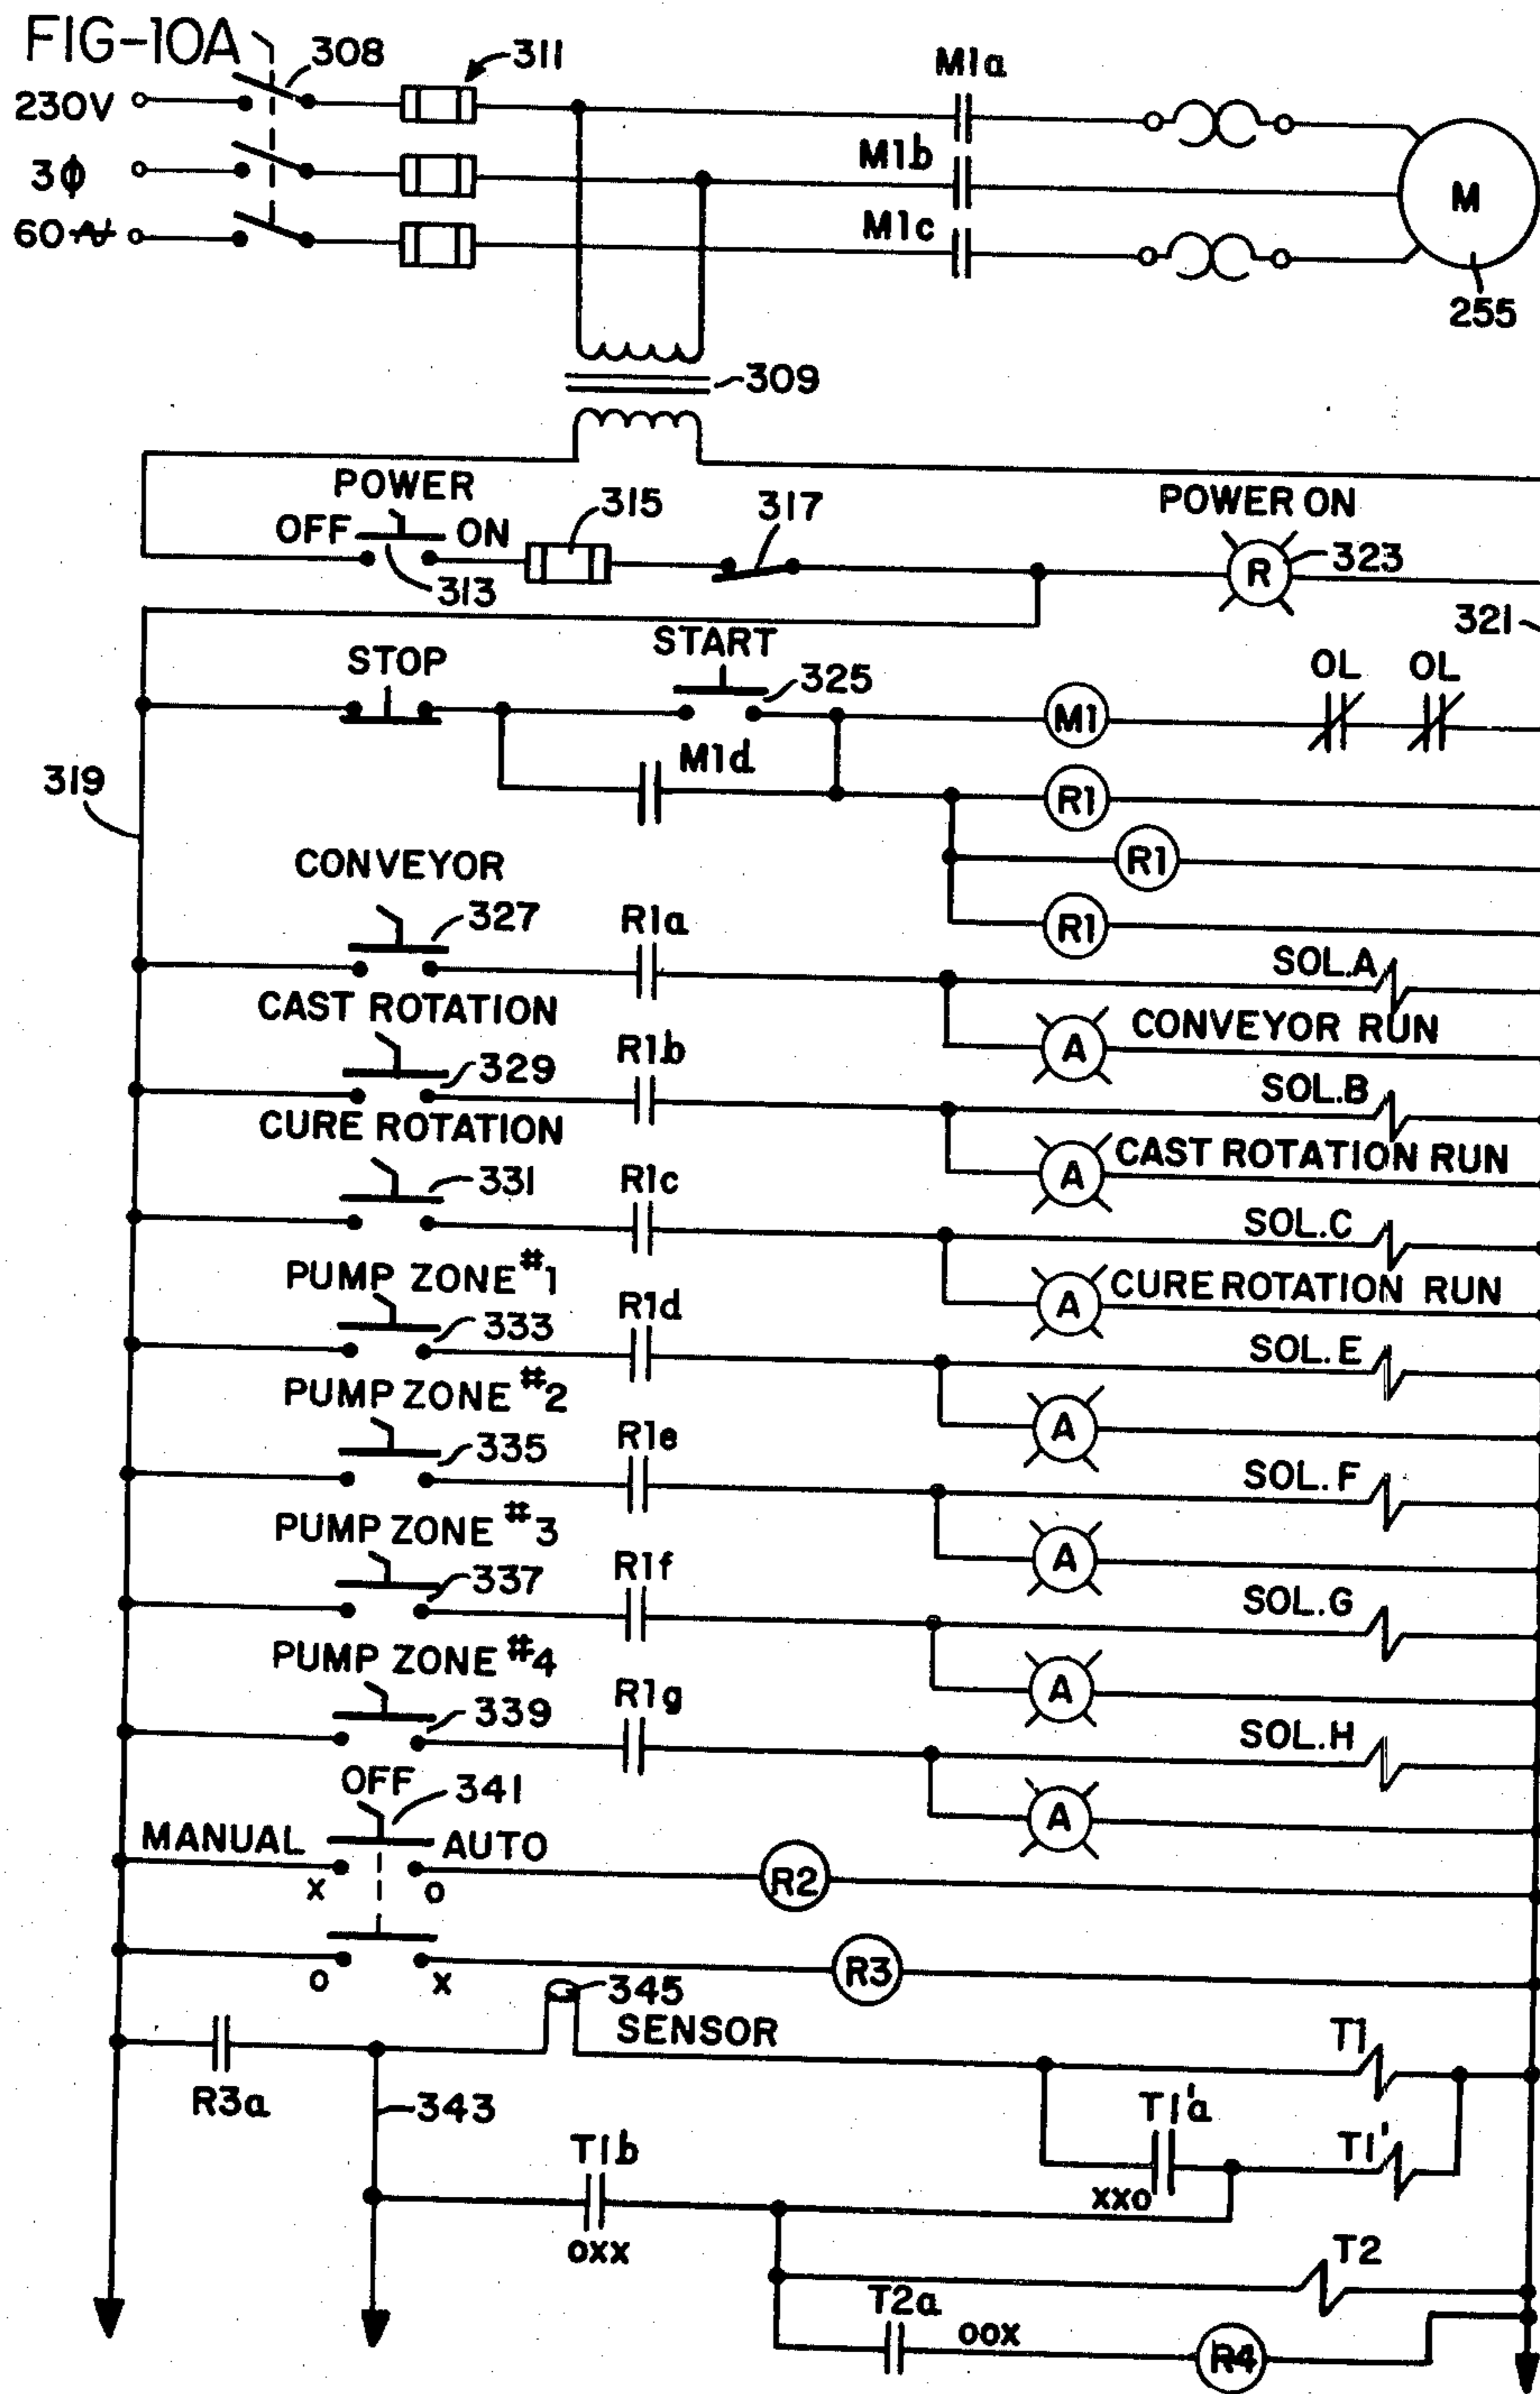 FIG-10A
308
311
M1a
230V
M1b
3ϕ
M
60~
M1c
255
309
POWER
315
317
POWER ON
OFF
ON
313
R
323
321
START
STOP
325
OL
OL
M1
M1d
319
R1
R1
CONVEYOR
327
R1a
R1
SOL.A
CAST ROTATION
A
CONVEYOR RUN
329
R1b
SOL.B
CURE ROTATION
A
CAST ROTATION RUN
331
R1c
SOL.C
PUMP ZONE #1
A
CURE ROTATION RUN
333
R1d
SOL.E
PUMP ZONE #2
A
335
R1e
SOL.F
PUMP ZONE #3
A
337
R1f
SOL.G
PUMP ZONE #4
A
339
R1g
SOL.H
OFF
341
A
MANUAL
AUTO
x
o
R2
o
x
R3
345
SENSOR
T1
R3a
343
T1'a
T1b
T1'
xxo
oxx
T2
T2a
oox
R4